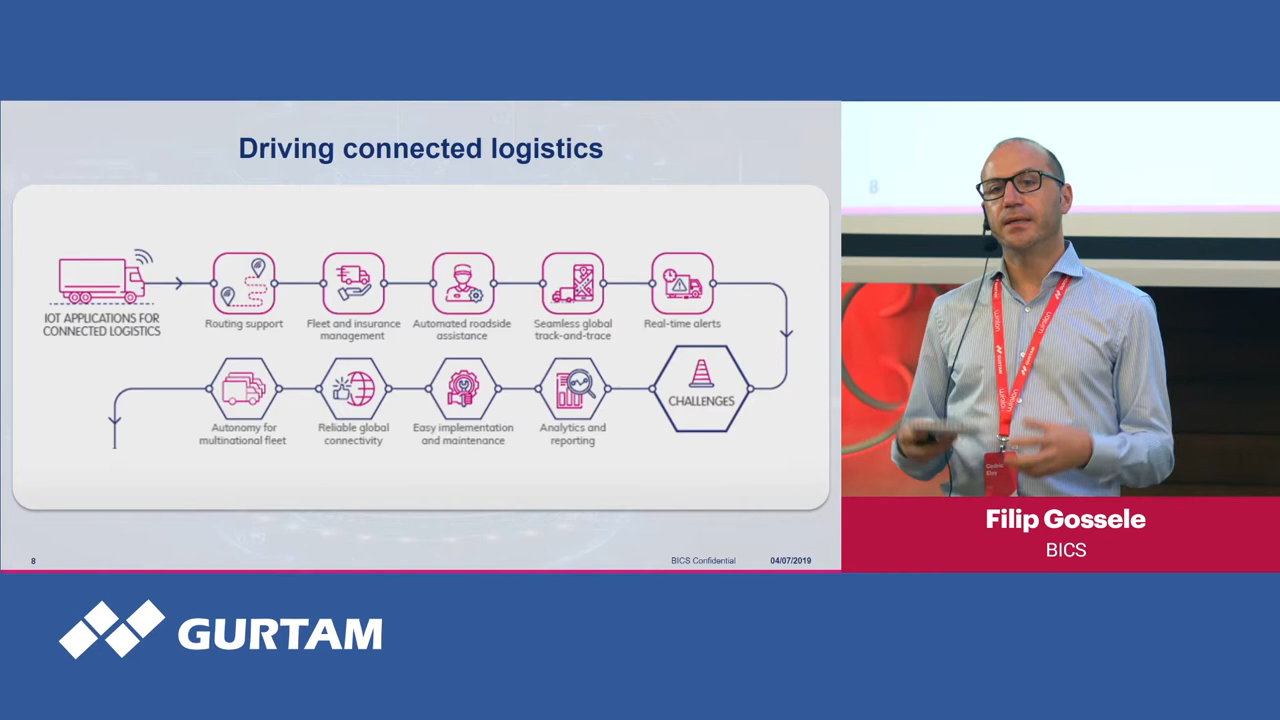 Driving connected logistics
IOT APPLICATIONS FOR
CONNECTED LOGISTICS
Routing support
Fleet and insurance
management
Automated roadside
assistance
Seamless global
track-and-trace
Real-time alerts
Autonomy for
multinational fleet
Reliable global
connectivity
Easy implementation
and maintenance
Analytics and
reporting
CHALLENGES
8
BICS Confidential
04/07/2019
8
Filip Gossele
BICS
GURTAM